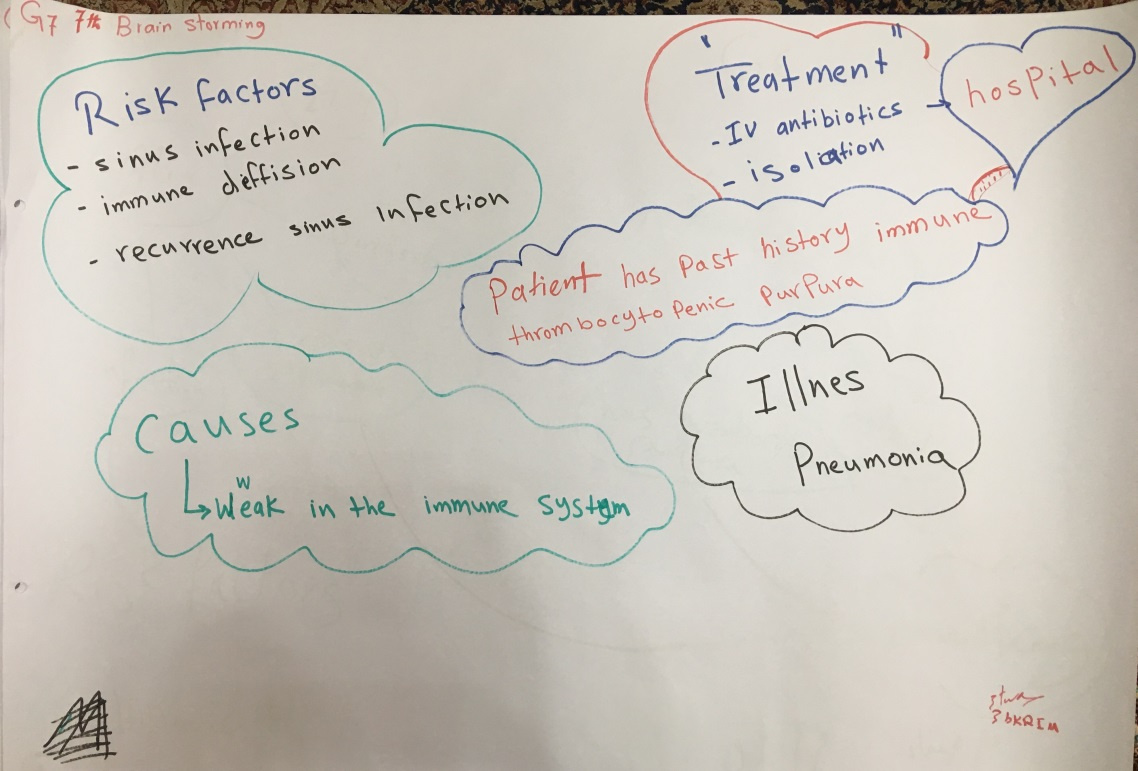 G7 7th Brain storming
Risk factors
- sinus infection
- immune deffision
- recurrence sinus Infection
"Treatment"
- IV antibiotics →
- isolation
hospital
Patient has past history immune
thrombocytopenic purpura
Causes
w
↳ Weak in the immune system
Illnes
Pneumonia